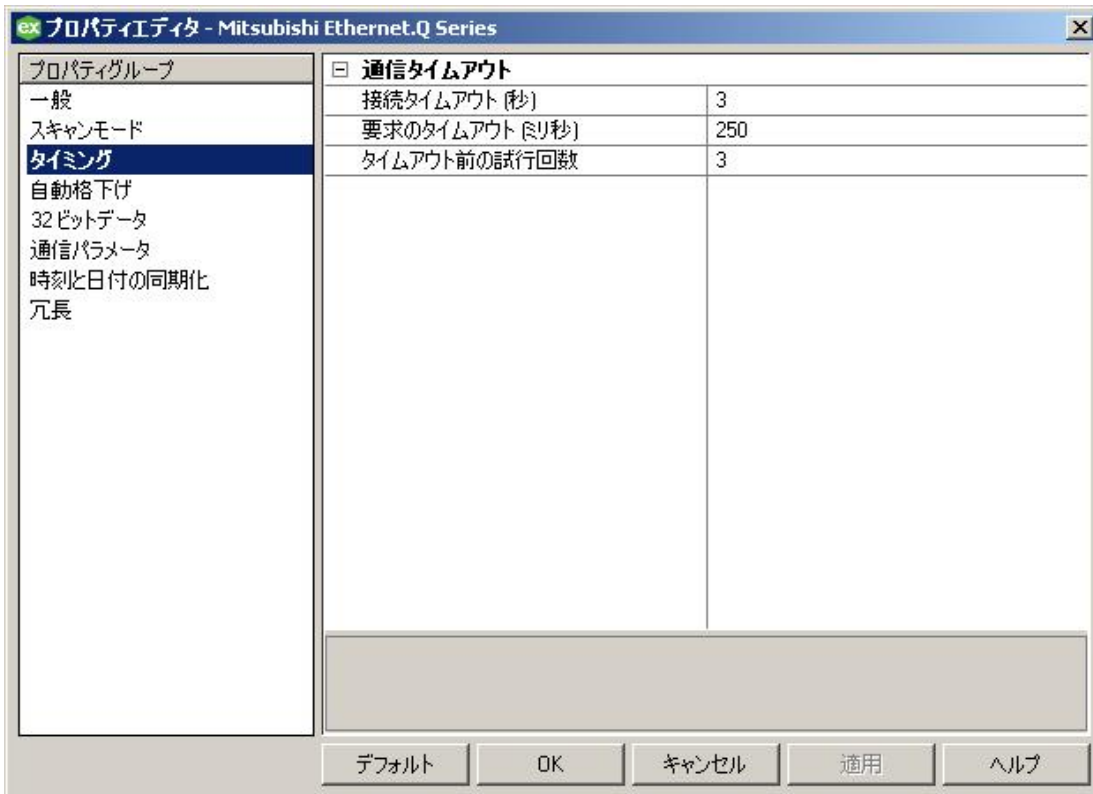 ex プロパティエディタ - Mitsubishi Ethernet.Q Series
プロパティグループ
一般
スキャンモード
タイミング
自動格下げ
32 ビットデータ
通信パラメータ
時刻と日付の同期化
冗長
通信タイムアウト
接続タイムアウト (秒) 3
要求のタイムアウト (ミリ秒) 250
タイムアウト前の試行回数 3
デフォルト OK キャンセル 適用 ヘルプ